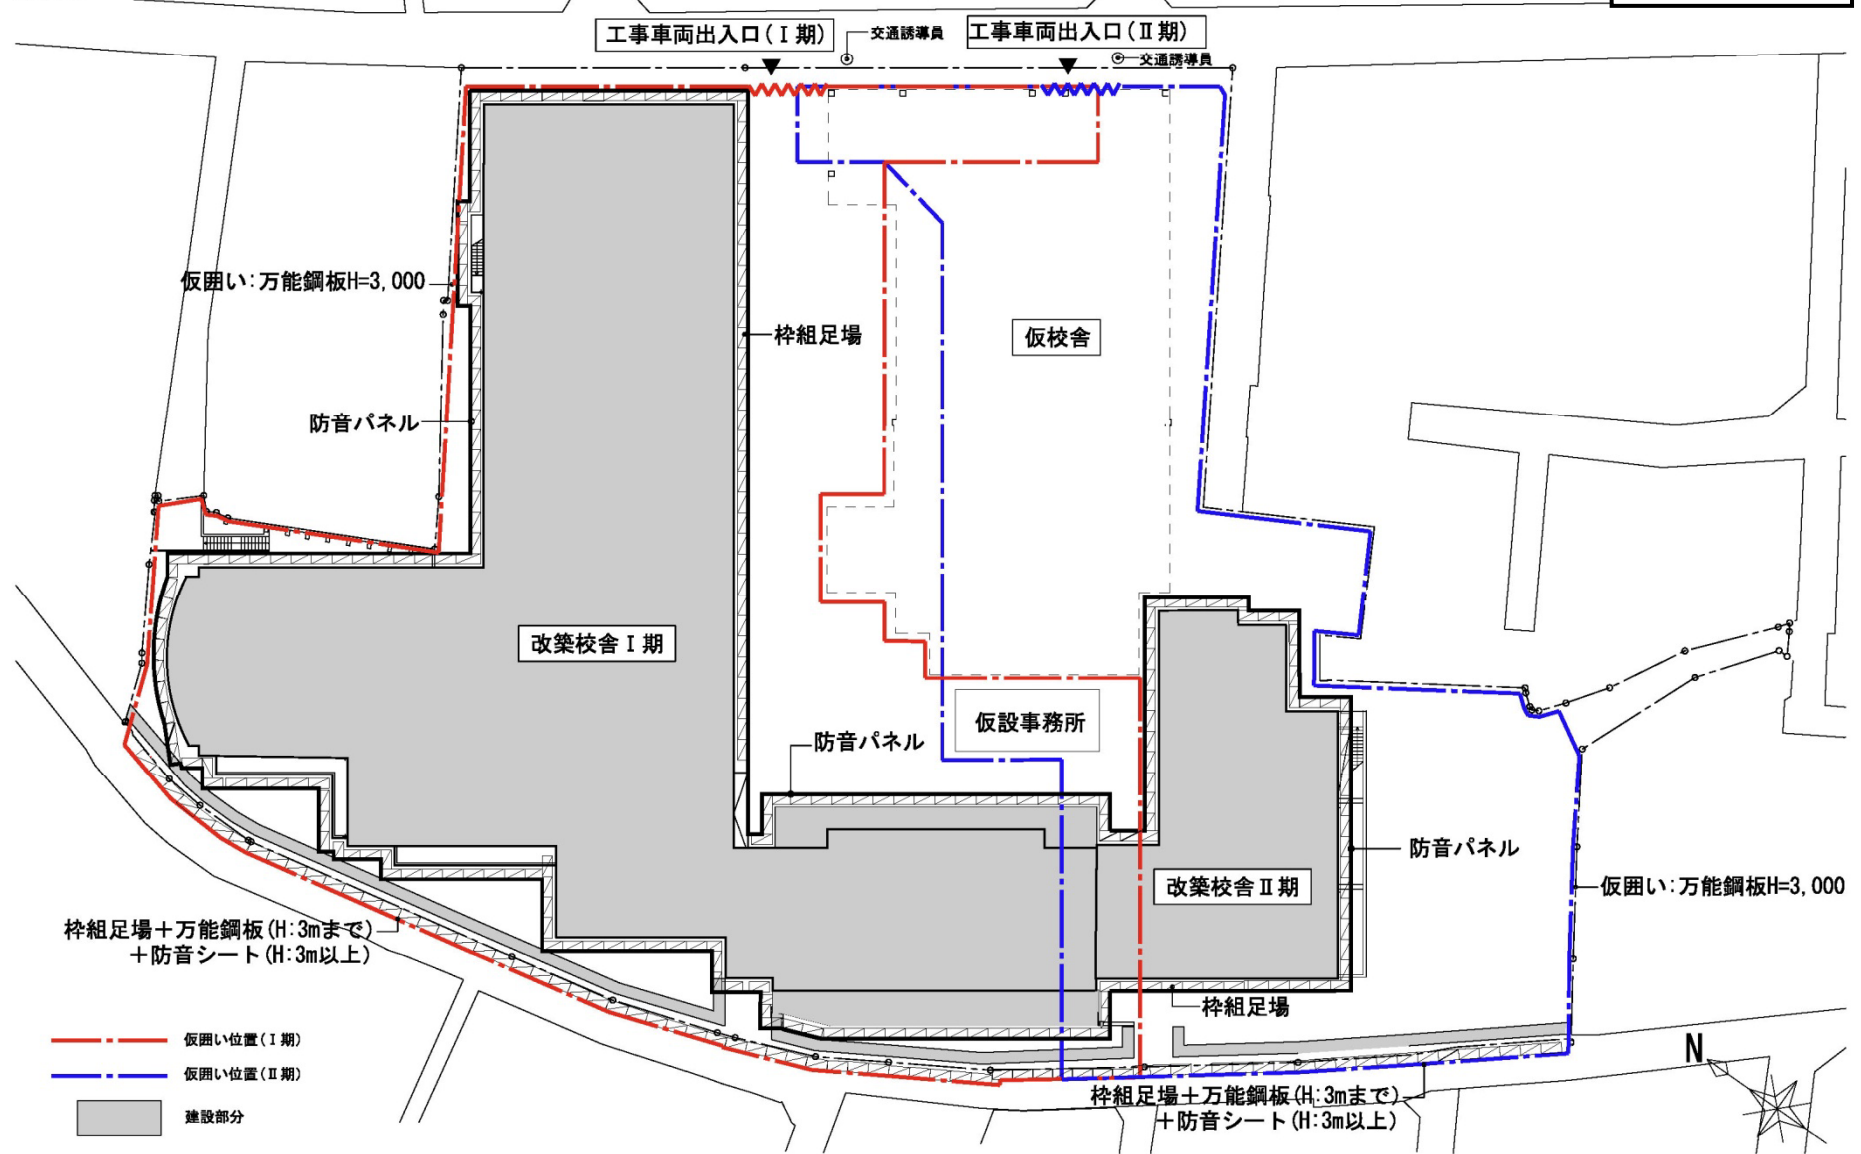 工事車両出入口(Ⅰ期)
交通誘導員
工事車両出入口(Ⅱ期)
交通誘導員
仮囲い:万能鋼板H=3,000
枠組足場
仮校舎
防音パネル
改築校舎Ⅰ期
仮設事務所
防音パネル
防音パネル
改築校舎Ⅱ期
仮囲い:万能鋼板H=3,000
枠組足場+万能鋼板(H:3mまで)
+防音シート(H:3m以上)
枠組足場
仮囲い位置(Ⅰ期)
仮囲い位置(Ⅱ期)
建設部分
N
枠組足場+万能鋼板(H:3mまで)
+防音シート(H:3m以上)